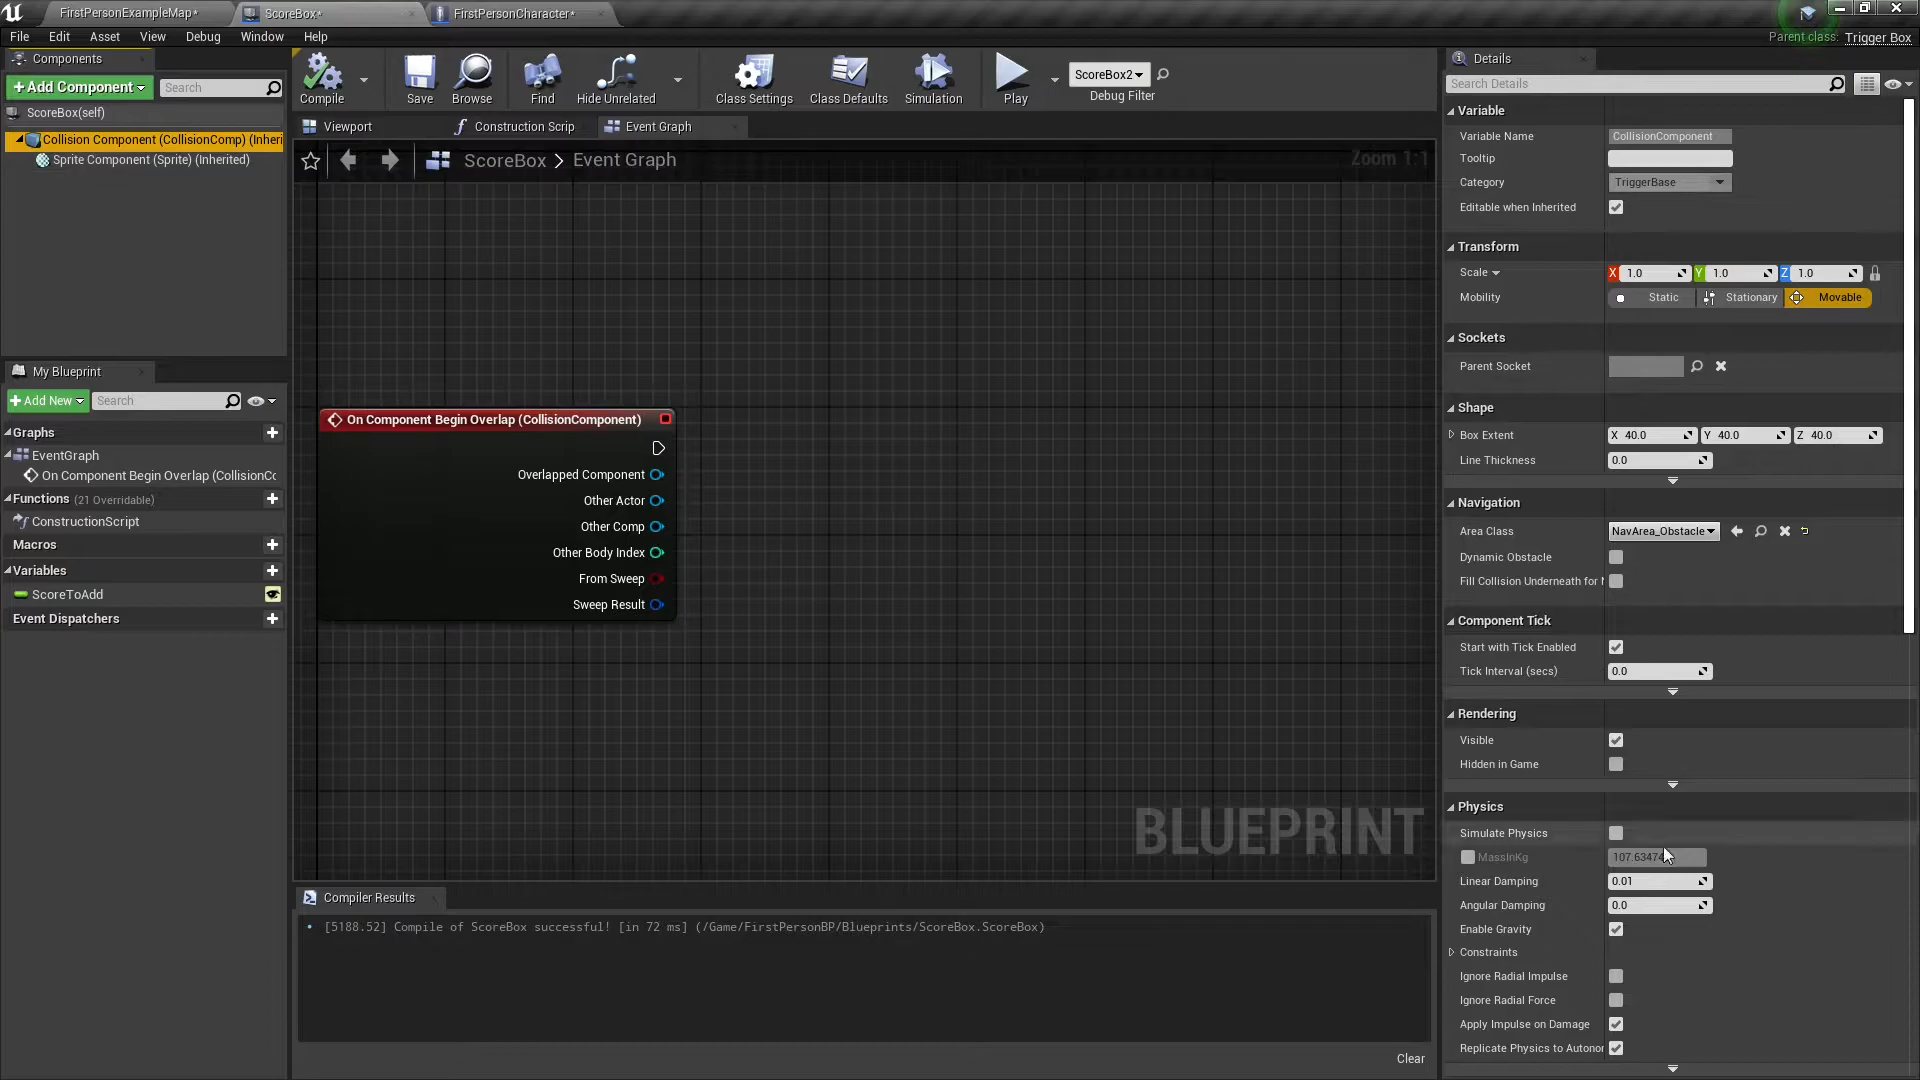 FirstPersonExampleMap*
ScoreBox*
FirstPersonCharacter*
File Edit Asset View Debug Window Help
Parent class: Trigger Box
Components
+Add Component
Search
ScoreBox(self)
Collision Component (CollisionComp) (Inheri
Sprite Component (Sprite) (Inherited)
Compile
Save
Browse
Find
Hide Unrelated
Class Settings
Class Defaults
Simulation
Play
ScoreBox2
Debug Filter
Viewport
Construction Scrip
Event Graph
ScoreBox > Event Graph
Zoom 1:1
My Blueprint
+Add New
Search
Graphs
EventGraph
On Component Begin Overlap (CollisionCc
Functions (21 Overridable)
ConstructionScript
Macros
Variables
ScoreToAdd
Event Dispatchers
On Component Begin Overlap (CollisionComponent)
Overlapped Component
Other Actor
Other Comp
Other Body Index
From Sweep
Sweep Result
BLUEPRINT
Compiler Results
• [5188.52] Compile of ScoreBox successful! [in 72 ms] (/Game/FirstPersonBP/Blueprints/ScoreBox.ScoreBox)
Clear
Details
Search Details
Variable
Variable Name CollisionComponent
Tooltip
Category TriggerBase
Editable when Inherited
Transform
Scale X 1.0 Y 1.0 Z 1.0
Mobility Static Stationary Movable
Sockets
Parent Socket
Shape
Box Extent X 40.0 Y 40.0 Z 40.0
Line Thickness 0.0
Navigation
Area Class NavArea_Obstacle
Dynamic Obstacle
Fill Collision Underneath for
Component Tick
Start with Tick Enabled
Tick Interval (secs) 0.0
Rendering
Visible
Hidden in Game
Physics
Simulate Physics
MassInKg 107.6347
Linear Damping 0.01
Angular Damping 0.0
Enable Gravity
Constraints
Ignore Radial Impulse
Ignore Radial Force
Apply Impulse on Damage
Replicate Physics to Autonor